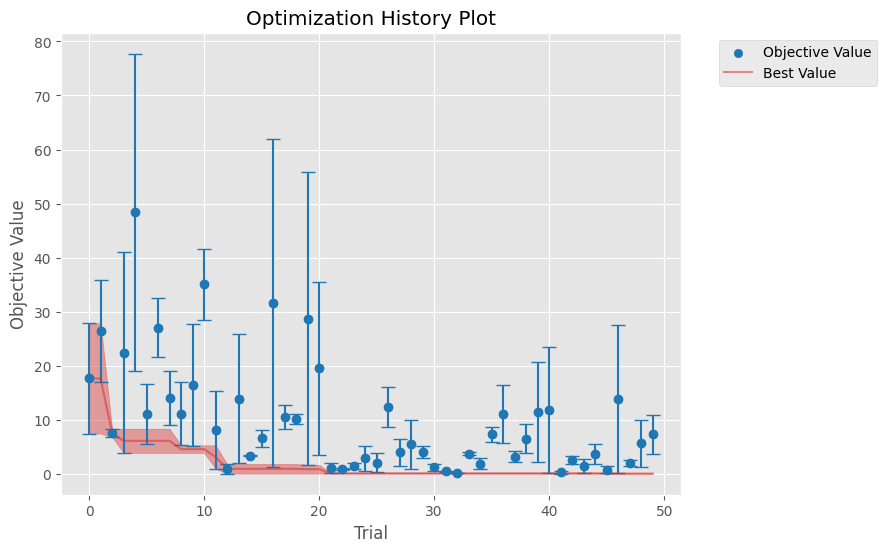 Optimization History Plot
Objective Value
Best Value
80
70
60
50
40
30
20
10
0
Objective Value
0 10 20 30 40 50
Trial